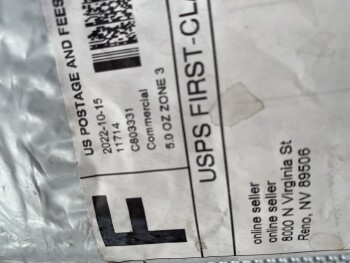 US POSTAGE AND FEES
2022-10-15
11714
C803331
Commercial
5.0 OZ ZONE 3
F
USPS FIRST-CLA
online seller
online seller
8000 N Virginia St
Reno, NV 89506